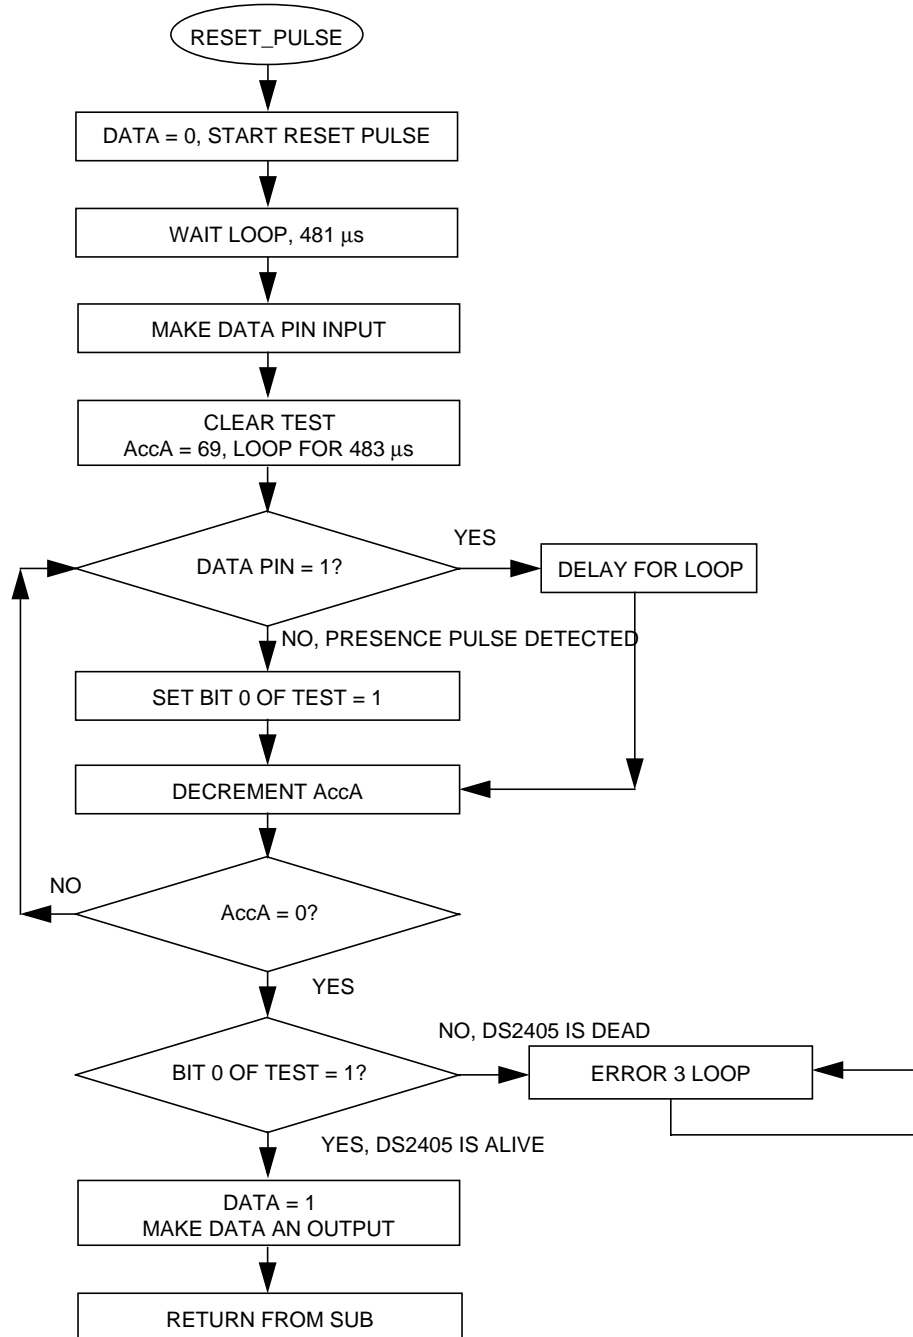 RESET_PULSE
DATA = 0, START RESET PULSE
WAIT LOOP, 481 μs
MAKE DATA PIN INPUT
CLEAR TEST
AccA = 69, LOOP FOR 483 μs
YES
DATA PIN = 1?
DELAY FOR LOOP
NO, PRESENCE PULSE DETECTED
SET BIT 0 OF TEST = 1
DECREMENT AccA
NO
AccA = 0?
YES
NO, DS2405 IS DEAD
BIT 0 OF TEST = 1?
ERROR 3 LOOP
YES, DS2405 IS ALIVE
DATA = 1
MAKE DATA AN OUTPUT
RETURN FROM SUB